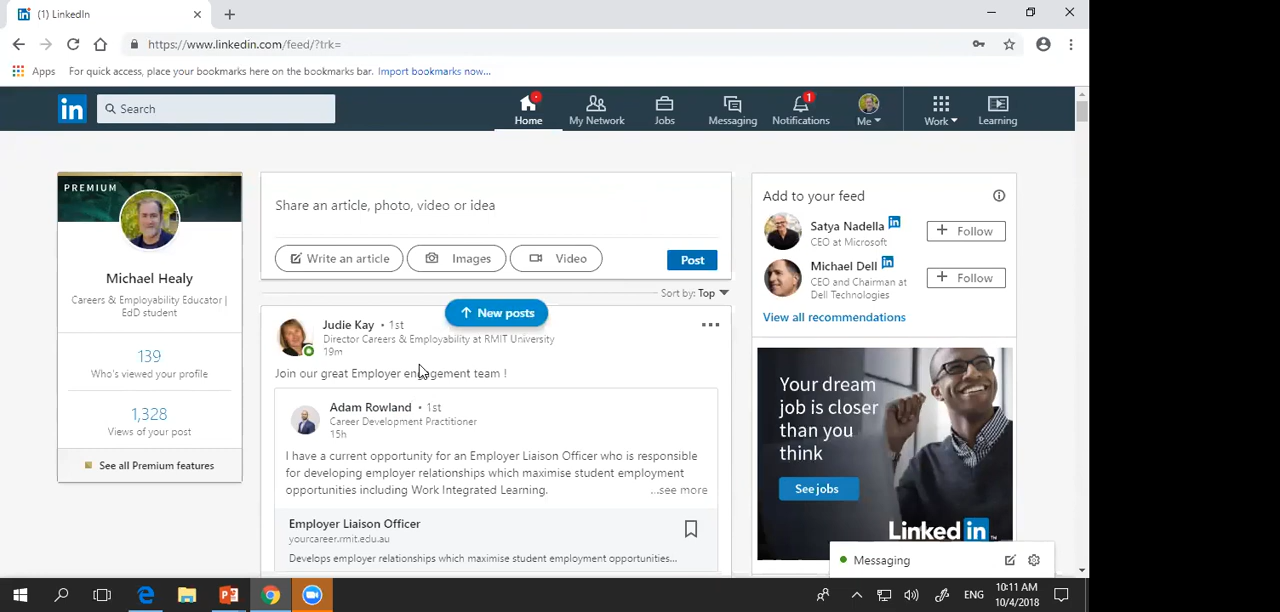 (1) LinkedIn
https://www.linkedin.com/feed/?trk=
Apps For quick access, place your bookmarks here on the bookmarks bar. Import bookmarks now...
in Search
Home
My Network
Jobs
Messaging
1
Notifications
Me
Work
Learning
PREMIUM
Michael Healy
Careers & Employability Educator |
EdD student
139
Who's viewed your profile
1,328
Views of your post
See all Premium features
Share an article, photo, video or idea
Write an article
Images
Video
Post
Sort by: Top
New posts
Judie Kay • 1st
Director Careers & Employability at RMIT University
19m
Join our great Employer engagement team !
Adam Rowland • 1st
Career Development Practitioner
15h
I have a current opportunity for an Employer Liaison Officer who is responsible
for developing employer relationships which maximise student employment
opportunities including Work Integrated Learning. ...see more
Employer Liaison Officer
yourcareer.rmit.edu.au
Develops employer relationships which maximise student employment opportunities...
Add to your feed
Satya Nadella in
CEO at Microsoft
+ Follow
Michael Dell in
CEO and Chairman at
Dell Technologies
+ Follow
View all recommendations
Your dream
job is closer
than you
think
See jobs
Linked in
Messaging
ENG
10:11 AM
10/4/2018